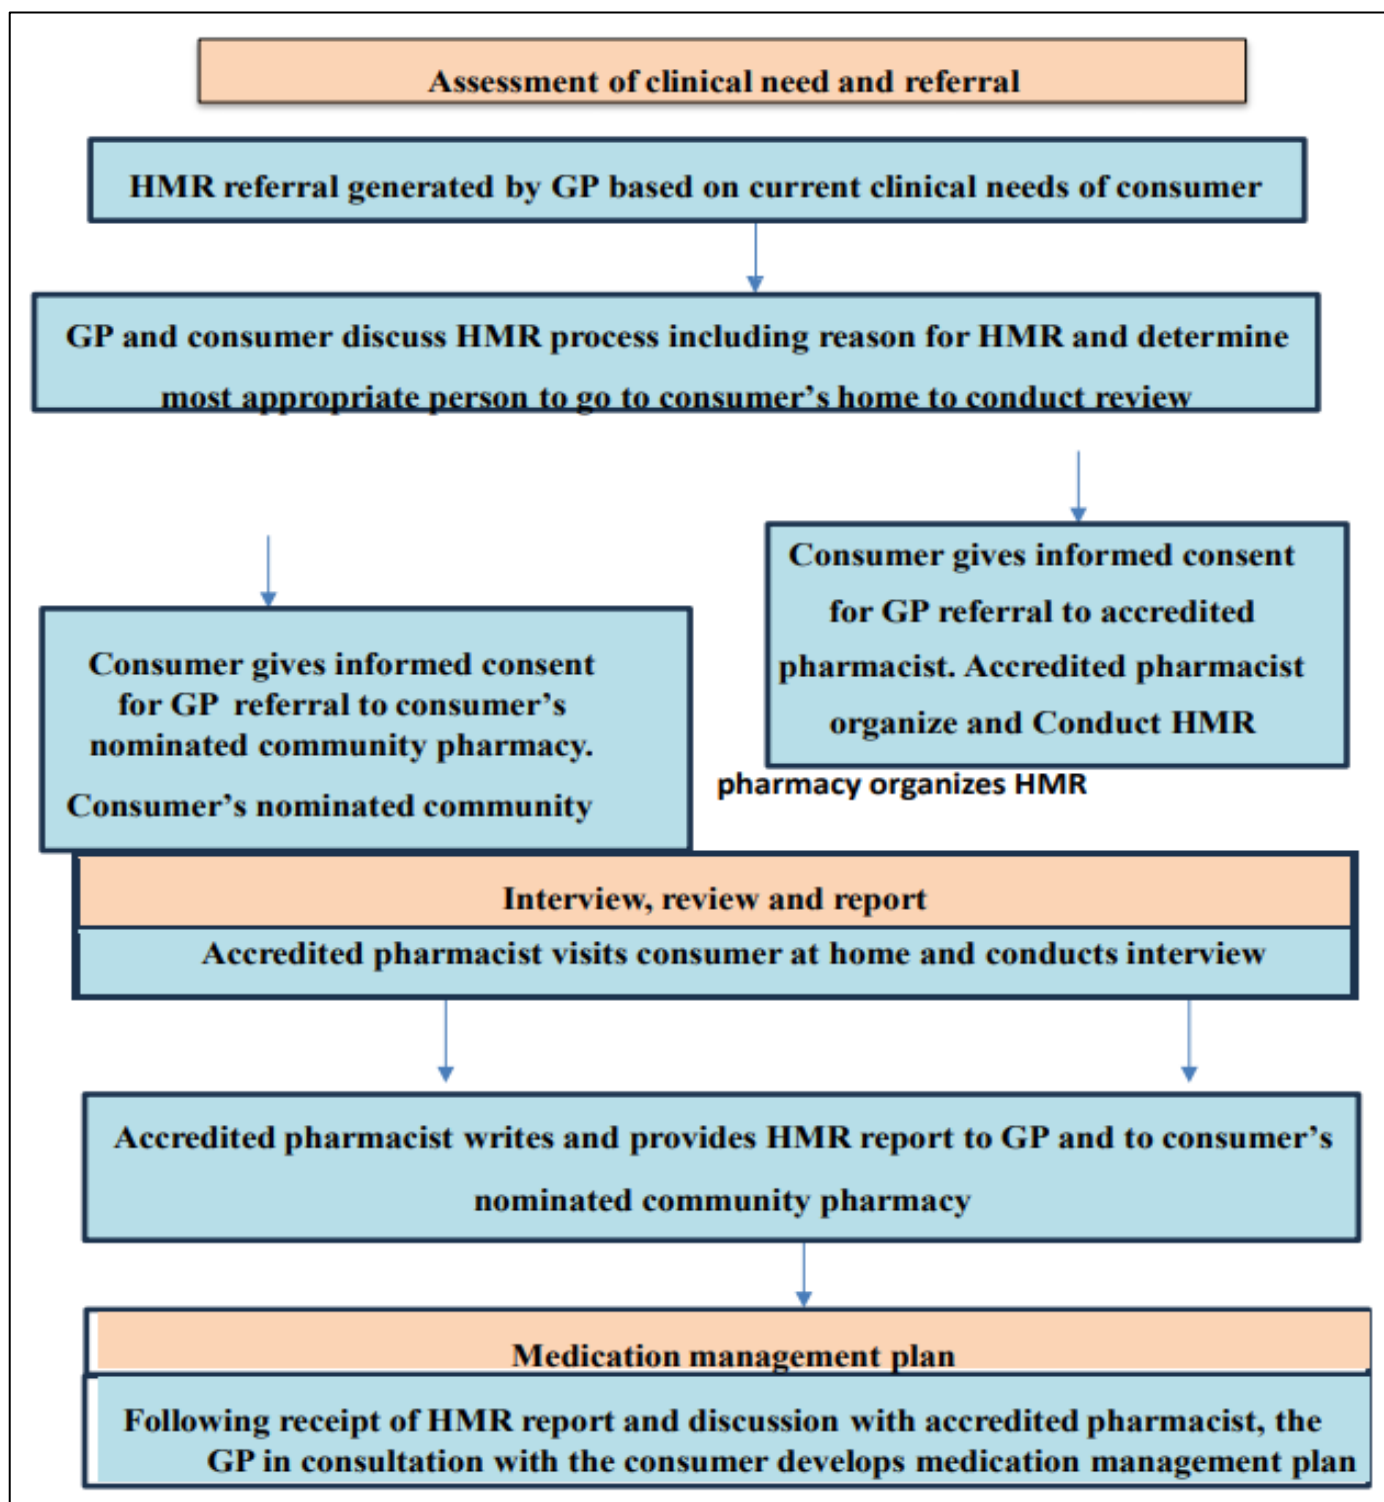 Assessment of clinical need and referral
HMR referral generated by GP based on current clinical needs of consumer
GP and consumer discuss HMR process including reason for HMR and determine
most appropriate person to go to consumer’s home to conduct review
Consumer gives informed consent
for GP referral to consumer’s
nominated community pharmacy.
Consumer’s nominated community
pharmacy organizes HMR
Consumer gives informed consent
for GP referral to accredited
pharmacist. Accredited pharmacist
organize and Conduct HMR
Interview, review and report
Accredited pharmacist visits consumer at home and conducts interview
Accredited pharmacist writes and provides HMR report to GP and to consumer’s
nominated community pharmacy
Medication management plan
Following receipt of HMR report and discussion with accredited pharmacist, the
GP in consultation with the consumer develops medication management plan